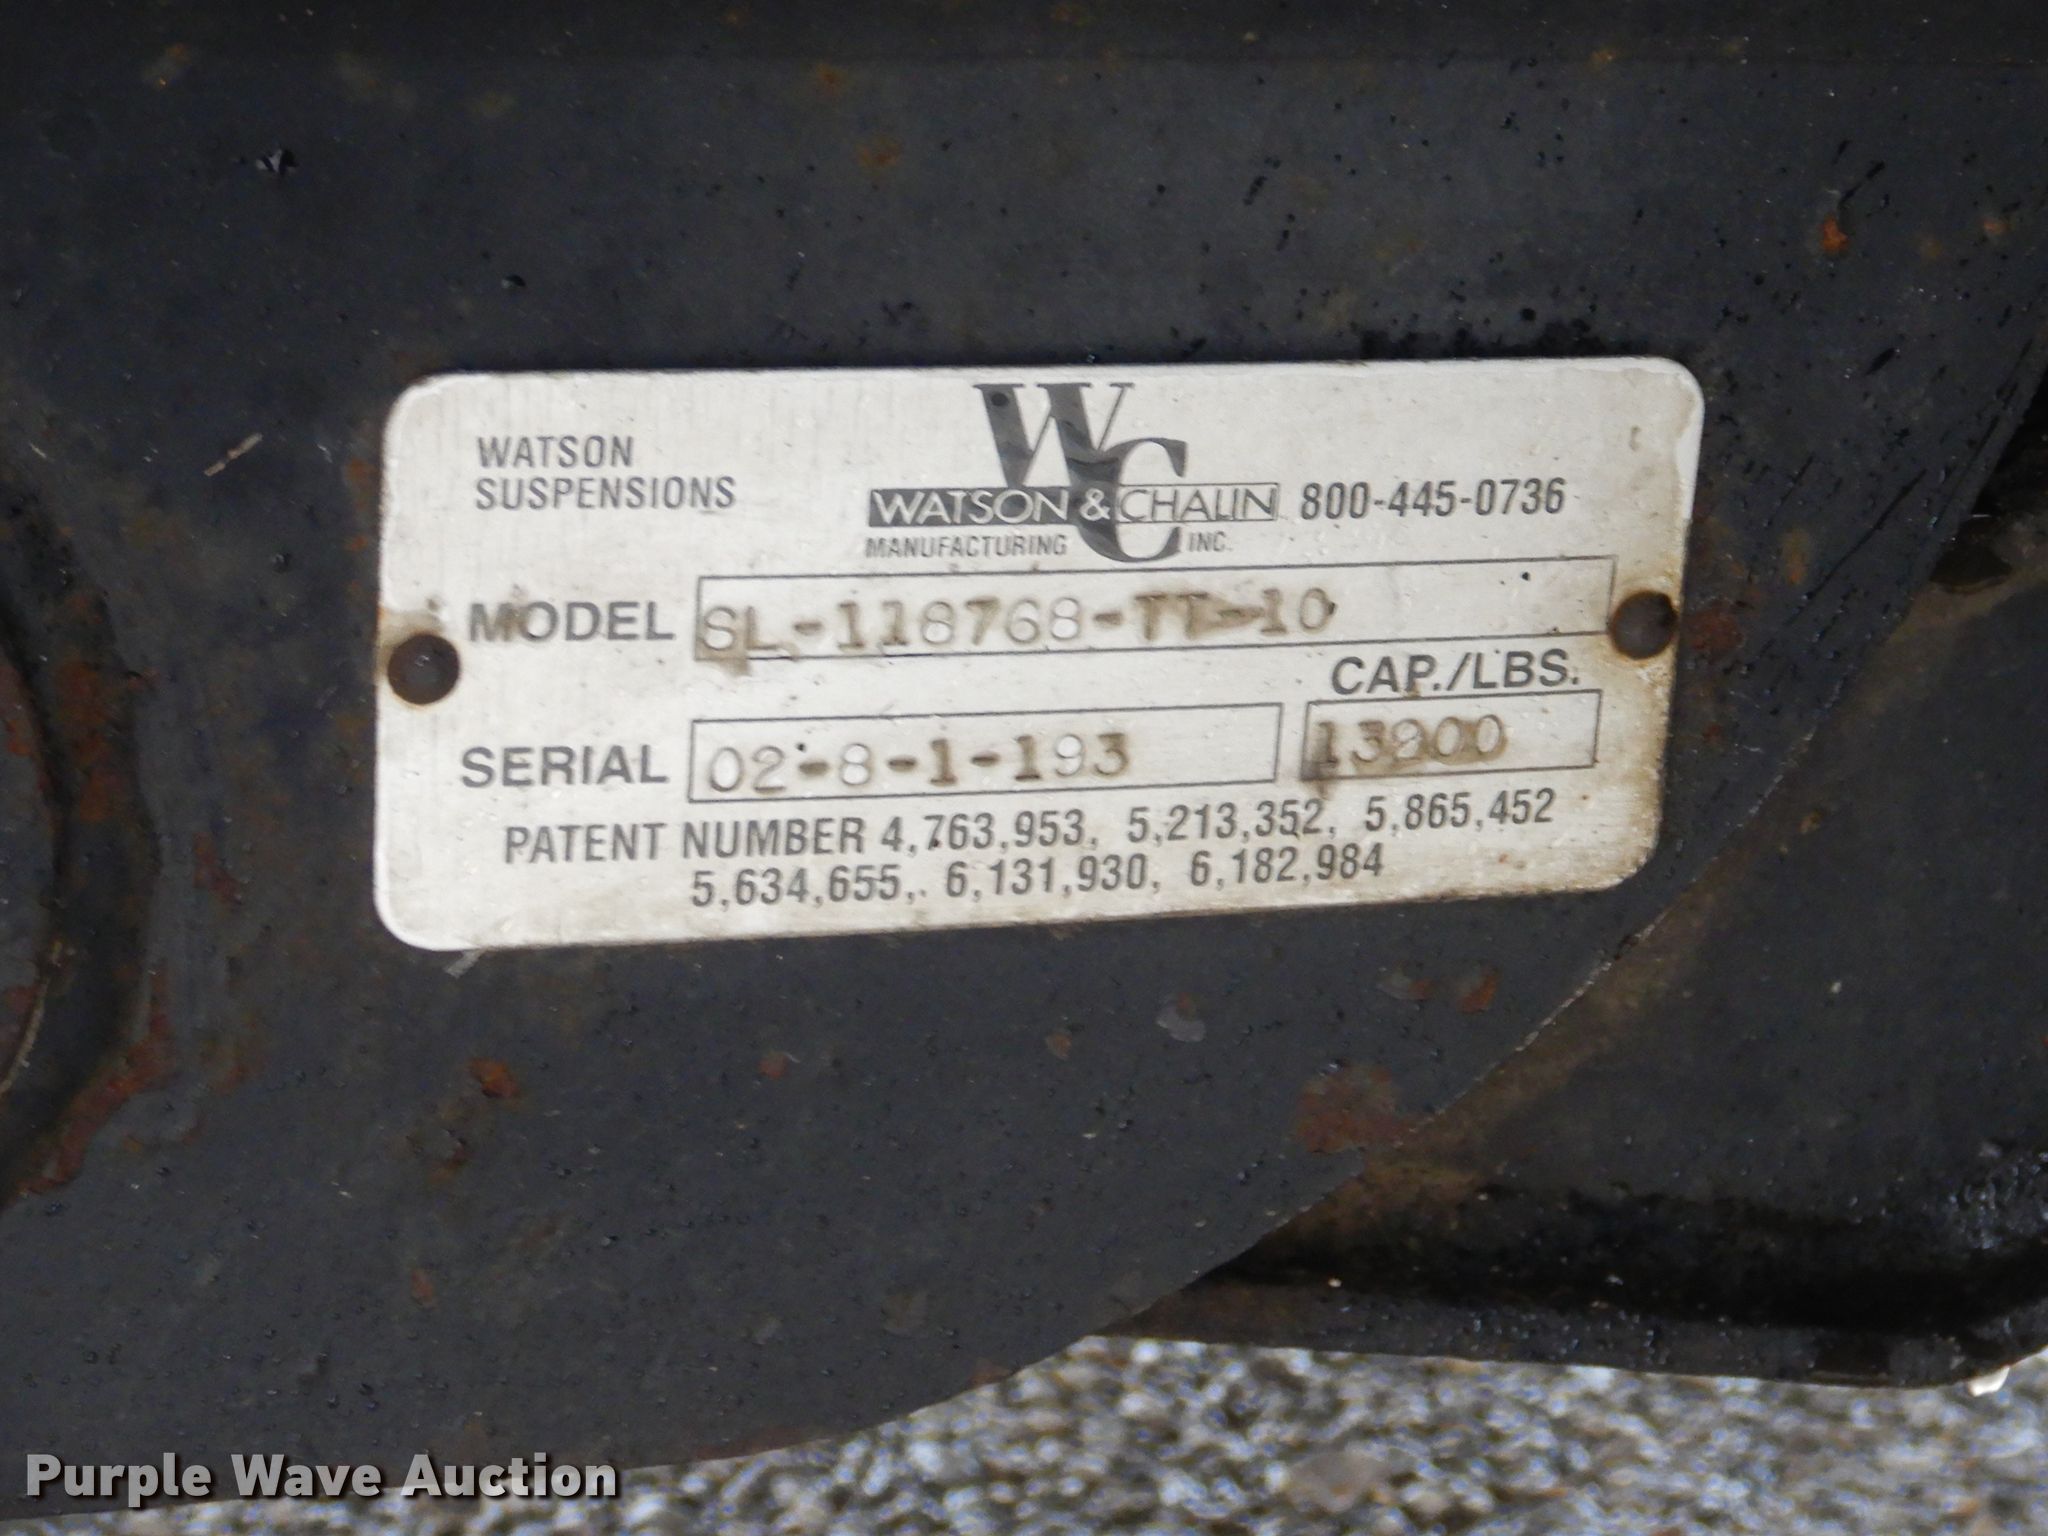 WATSON
SUSPENSIONS
WC
WATSON & CHALIN
MANUFACTURING INC.
800-445-0736
MODEL SL-118768-TT-10
CAP./LBS.
SERIAL 02-8-1-193 13200
PATENT NUMBER 4,763,953, 5,213,352, 5,865,452
5,634,655, 6,131,930, 6,182,984
Purple Wave Auction